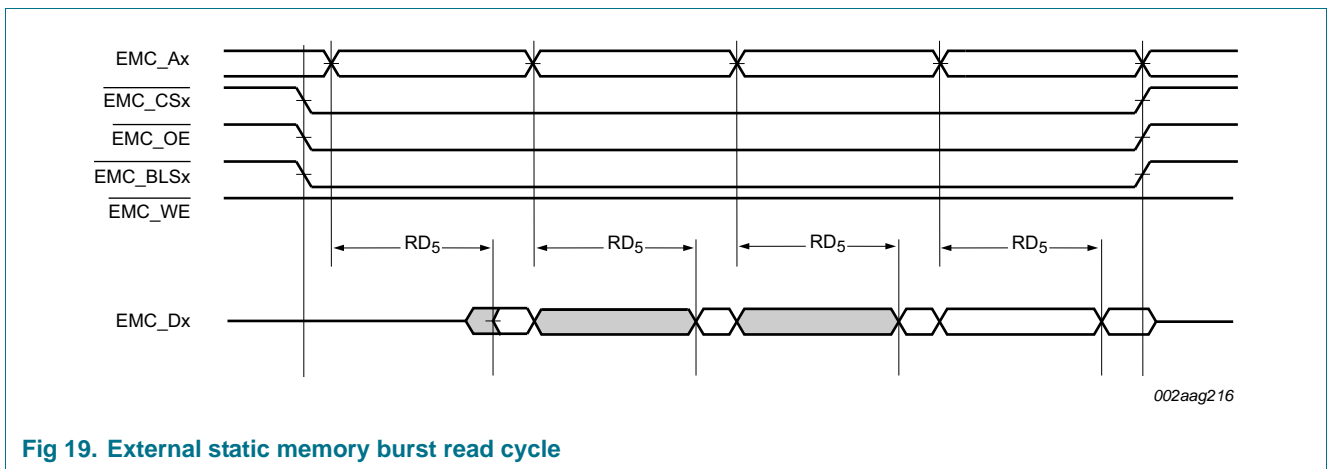 EMC_Ax
EMC_CSx
EMC_OE
EMC_BLSx
EMC_WE
RD5 RD5 RD5 RD5
EMC_Dx
002aag216
Fig 19. External static memory burst read cycle